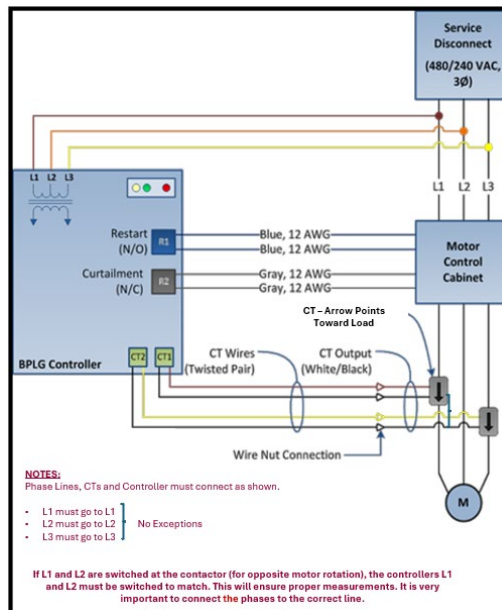 Service
Disconnect
(480/240 VAC,
3Ø)
L1 L2 L3
L1 L2 L3
Restart
(N/O)
R1
Blue, 12 AWG
Blue, 12 AWG
Motor
Control
Cabinet
Curtailment
(N/C)
R2
Gray, 12 AWG
Gray, 12 AWG
CT – Arrow Points
Toward Load
CT2 CT1
BPLG Controller
CT Wires
(Twisted Pair)
CT Output
(White/Black)
Wire Nut Connection
M
NOTES:
Phase Lines, CTs and Controller must connect as shown.
- L1 must go to L1
- L2 must go to L2
- L3 must go to L3
No Exceptions
If L1 and L2 are switched at the contactor (for opposite motor rotation), the controllers L1
and L2 must be switched to match. This will ensure proper measurements. It is very
important to connect the phases to the correct line.